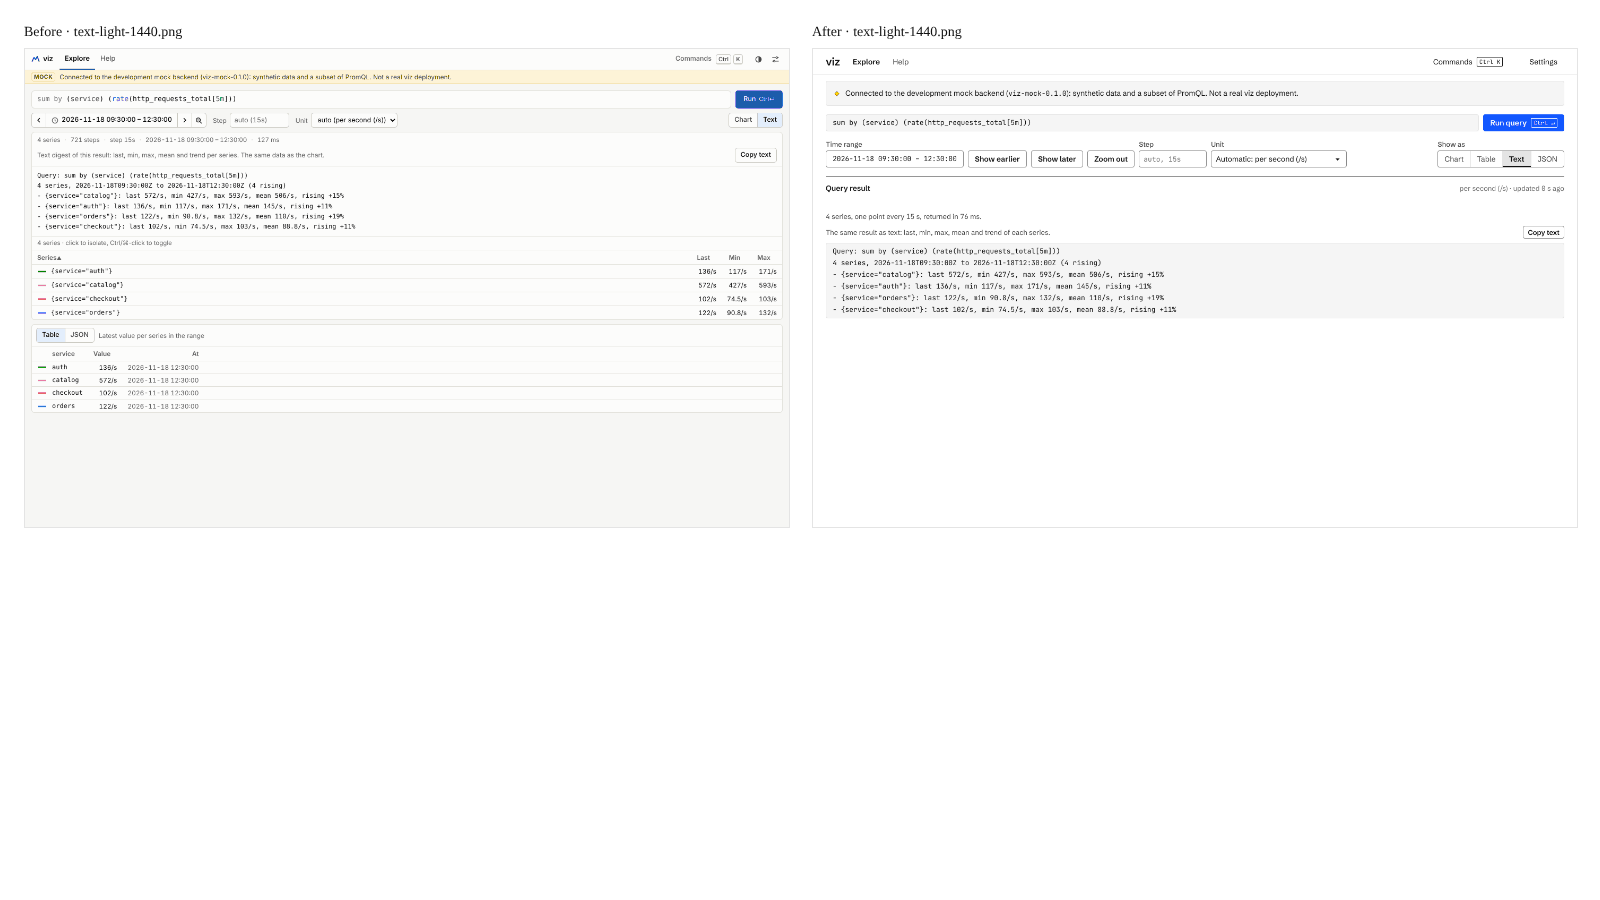 Before · text-light-1440.png
viz Explore Help Commands Ctrl K
MOCK Connected to the development mock backend (viz-mock-0.1.0): synthetic data and a subset of PromQL. Not a real viz deployment.
sum by (service) (rate(http_requests_total[5m]))
Run Ctrl↵
2026-11-18 09:30:00 – 12:30:00 Step auto (15s) Unit auto (per second (/s)) Chart Text
4 series · 721 steps · step 15s · 2026-11-18 09:30:00 – 12:30:00 · 127 ms
Text digest of this result: last, min, max, mean and trend per series. The same data as the chart. Copy text
Query: sum by (service) (rate(http_requests_total[5m]))
4 series, 2026-11-18T09:30:00Z to 2026-11-18T12:30:00Z (4 rising)
- {service="catalog"}: last 572/s, min 427/s, max 593/s, mean 506/s, rising +15%
- {service="auth"}: last 136/s, min 117/s, max 171/s, mean 145/s, rising +11%
- {service="orders"}: last 122/s, min 90.8/s, max 132/s, mean 110/s, rising +19%
- {service="checkout"}: last 102/s, min 74.5/s, max 103/s, mean 88.8/s, rising +11%
4 series · click to isolate, Ctrl/⌘-click to toggle
Series▲ Last Min Max
{service="auth"} 136/s 117/s 171/s
{service="catalog"} 572/s 427/s 593/s
{service="checkout"} 102/s 74.5/s 103/s
{service="orders"} 122/s 90.8/s 132/s
Table JSON Latest value per series in the range
service Value At
auth 136/s 2026-11-18 12:30:00
catalog 572/s 2026-11-18 12:30:00
checkout 102/s 2026-11-18 12:30:00
orders 122/s 2026-11-18 12:30:00
After · text-light-1440.png
viz Explore Help Commands Ctrl K Settings
Connected to the development mock backend (viz-mock-0.1.0): synthetic data and a subset of PromQL. Not a real viz deployment.
sum by (service) (rate(http_requests_total[5m]))
Run query Ctrl ↵
Time range Step Unit Show as
2026-11-18 09:30:00 – 12:30:00 Show earlier Show later Zoom out auto, 15s Automatic: per second (/s) Chart Table Text JSON
Query result per second (/s) · updated 0 s ago
4 series, one point every 15 s, returned in 76 ms.
The same result as text: last, min, max, mean and trend of each series. Copy text
Query: sum by (service) (rate(http_requests_total[5m]))
4 series, 2026-11-18T09:30:00Z to 2026-11-18T12:30:00Z (4 rising)
- {service="catalog"}: last 572/s, min 427/s, max 593/s, mean 506/s, rising +15%
- {service="auth"}: last 136/s, min 117/s, max 171/s, mean 145/s, rising +11%
- {service="orders"}: last 122/s, min 90.8/s, max 132/s, mean 110/s, rising +19%
- {service="checkout"}: last 102/s, min 74.5/s, max 103/s, mean 88.8/s, rising +11%